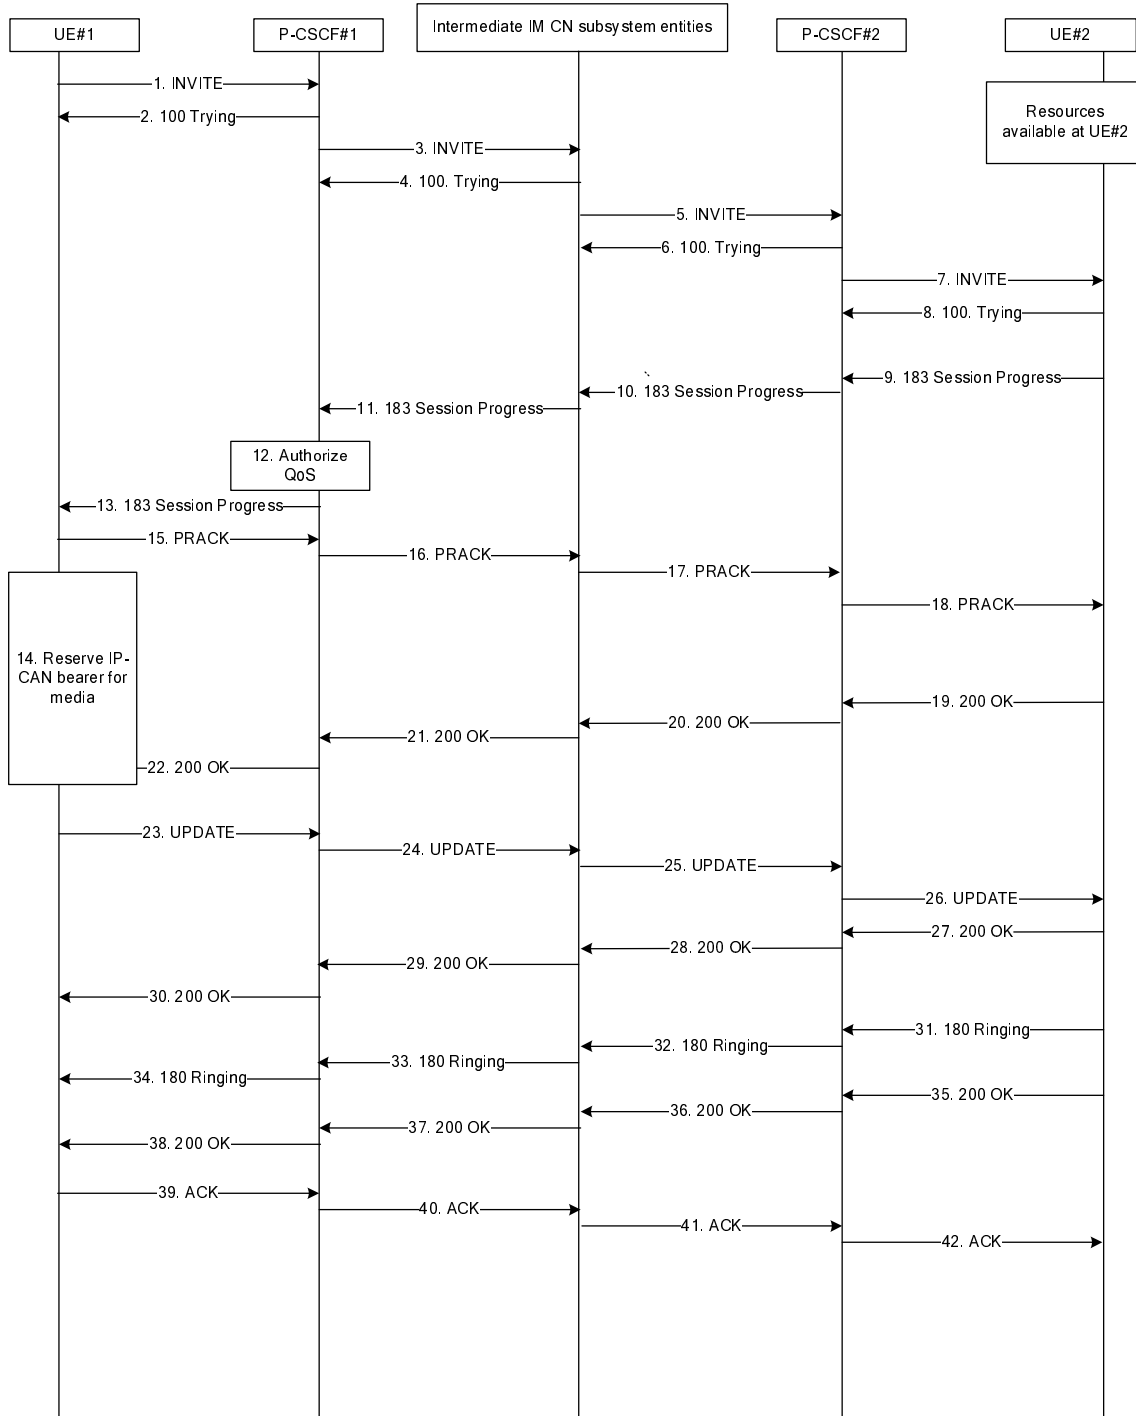 UE#1
P-CSCF#1
Intermediate IM CN subsystem entities
P-CSCF#2
UE#2
1. INVITE
Resources
available at UE#2
2. 100 Trying
3. INVITE
4. 100. Trying
5. INVITE
6. 100. Trying
7. INVITE
8. 100. Trying
9. 183 Session Progress
10. 183 Session Progress
11. 183 Session Progress
12. Authorize
QoS
13. 183 Session Progress
15. PRACK
16. PRACK
17. PRACK
18. PRACK
14. Reserve IP-
CAN bearer for
media
19. 200 OK
20. 200 OK
21. 200 OK
22. 200 OK
23. UPDATE
24. UPDATE
25. UPDATE
26. UPDATE
27. 200 OK
28. 200 OK
29. 200 OK
30. 200 OK
31. 180 Ringing
32. 180 Ringing
33. 180 Ringing
34. 180 Ringing
35. 200 OK
36. 200 OK
37. 200 OK
38. 200 OK
39. ACK
40. ACK
41. ACK
42. ACK